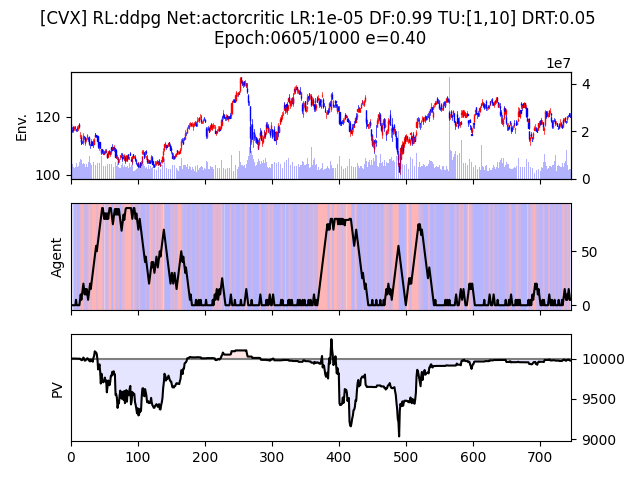 [CVX] RL:ddpg Net:actorcritic LR:1e-05 DF:0.99 TU:[1,10] DRT:0.05
Epoch:0605/1000 e=0.40
1e7
120
100
Env.
4
2
0
Agent
50
0
PV
10000
9500
9000
0 100 200 300 400 500 600 700